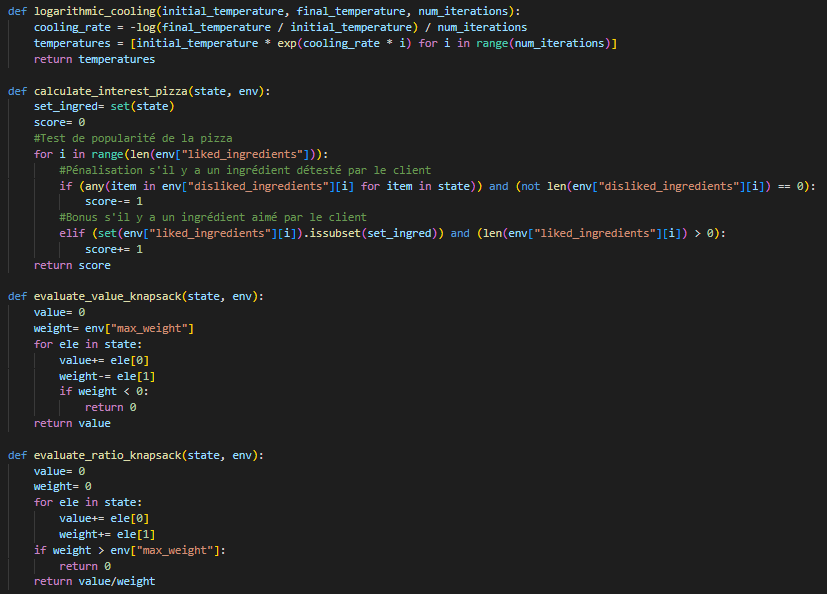 def logarithmic_cooling(initial_temperature, final_temperature, num_iterations):
    cooling_rate = -log(final_temperature / initial_temperature) / num_iterations
    temperatures = [initial_temperature * exp(cooling_rate * i) for i in range(num_iterations)]
    return temperatures

def calculate_interest_pizza(state, env):
    set_ingred= set(state)
    score= 0
    #Test de popularité de la pizza
    for i in range(len(env["liked_ingredients"])):
        #Pénalisation s'il y a un ingrédient détesté par le client
        if (any(item in env["disliked_ingredients"][i] for item in state)) and (not len(env["disliked_ingredients"][i]) == 0):
            score-= 1
        #Bonus s'il y a un ingrédient aimé par le client
        elif (set(env["liked_ingredients"][i]).issubset(set_ingred)) and (len(env["liked_ingredients"][i]) > 0):
            score+= 1
    return score

def evaluate_value_knapsack(state, env):
    value= 0
    weight= env["max_weight"]
    for ele in state:
        value+= ele[0]
        weight-= ele[1]
        if weight < 0:
            return 0
    return value

def evaluate_ratio_knapsack(state, env):
    value= 0
    weight= 0
    for ele in state:
        value+= ele[0]
        weight+= ele[1]
    if weight > env["max_weight"]:
        return 0
    return value/weight